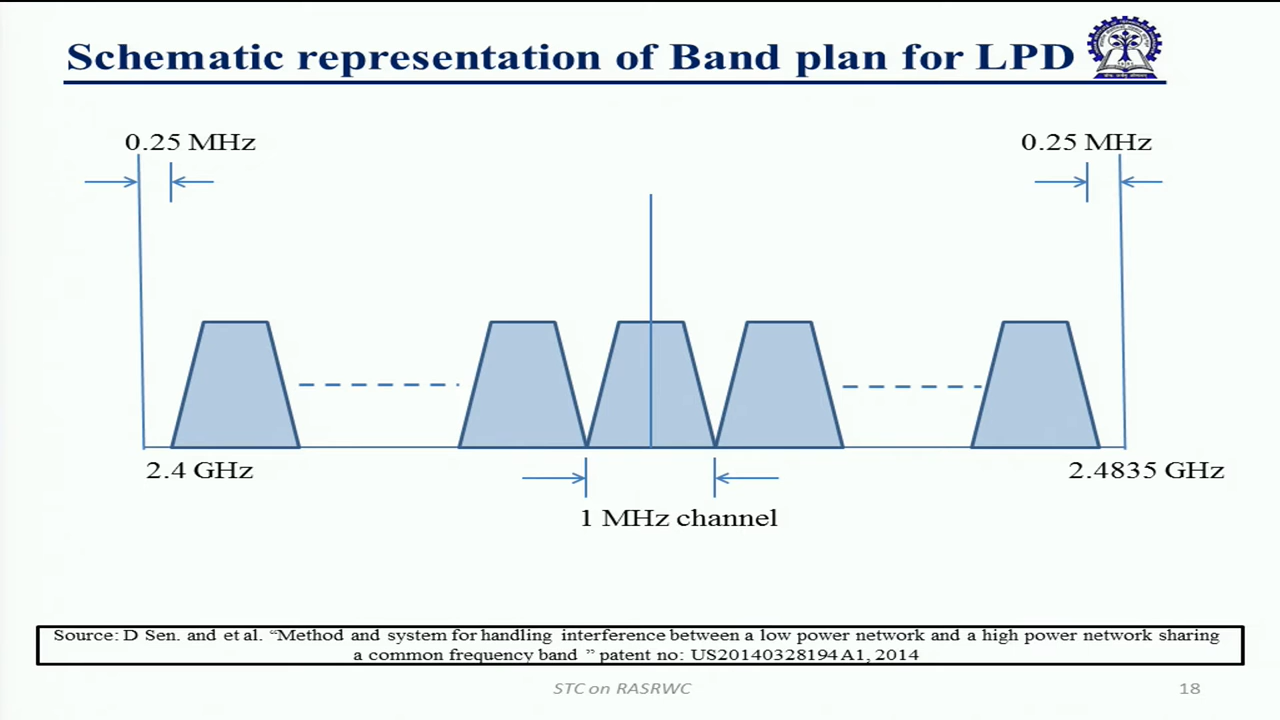 Schematic representation of Band plan for LPD
0.25 MHz
0.25 MHz
2.4 GHz
2.4835 GHz
1 MHz channel
Source: D Sen. and et al. “Method and system for handling interference between a low power network and a high power network sharing
a common frequency band ” patent no: US20140328194A1, 2014
STC on RASRWC
18